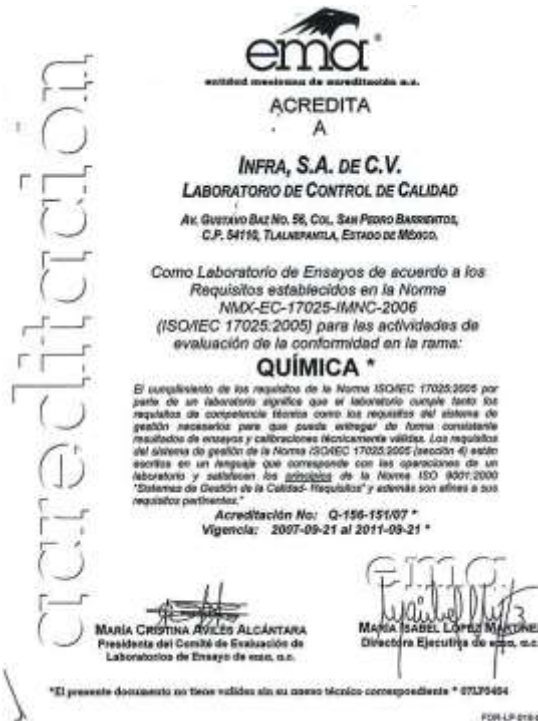 acreditación
ema®
entidad mexicana de acreditación a.c.
ACREDITA
A
INFRA, S.A. DE C.V.
LABORATORIO DE CONTROL DE CALIDAD
AV. GUSTAVO BAZ NO. 56, COL. SAN PEDRO BARRIENTOS,
C.P. 54110, TLALNEPANTLA, ESTADO DE MÉXICO.
Como Laboratorio de Ensayos de acuerdo a los
Requisitos establecidos en la Norma
NMX-EC-17025-IMNC-2006
(ISO/IEC 17025:2005) para las actividades de
evaluación de la conformidad en la rama:
QUÍMICA *
El cumplimiento de los requisitos de la Norma ISO/IEC 17025:2005 por
parte de un laboratorio significa que el laboratorio cumple tanto los
requisitos de competencia técnica como los requisitos del sistema de
gestión necesarios para que pueda entregar de forma consistente
resultados de ensayos y calibraciones técnicamente válidas. Los requisitos
del sistema de gestión de la Norma ISO/IEC 17025:2005 (sección 4) están
escritos en un lenguaje que corresponde con las operaciones de un
laboratorio y satisfacen los principios de la Norma ISO 9001:2000
"Sistemas de Gestión de la Calidad- Requisitos" y además son afines a sus
requisitos pertinentes."
Acreditación No: Q-156-151/07 *
Vigencia: 2007-09-21 al 2011-09-21 *
ema
MARÍA CRISTINA AVILÉS ALCÁNTARA
Presidenta del Comité de Evaluación de
Laboratorios de Ensayo de ema, a.c.
MARÍA ISABEL LÓPEZ MARTÍNEZ
Directora Ejecutiva de ema, a.c.
*El presente documento no tiene validez sin su anexo técnico correspondiente * 07LP0464